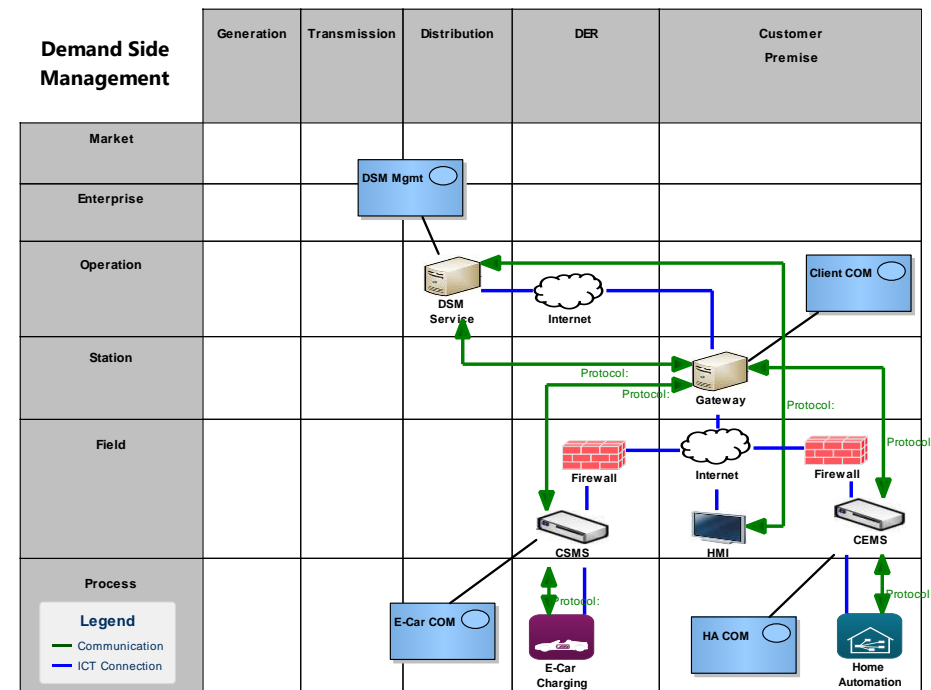 Demand Side
Management
Generation
Transmission
Distribution
DER
Customer
Premise
Market
DSM Mgmt
Enterprise
Operation
Client COM
DSM
Service
Internet
Station
Protocol:
Protocol:
Gateway
Protocol:
Field
Protocol
Firewall
Internet
Firewall
CSMS
HMI
CEMS
Process
Protocol:
Protocol
Legend
Communication
ICT Connection
E-Car COM
HA COM
E-Car
Charging
Home
Automation